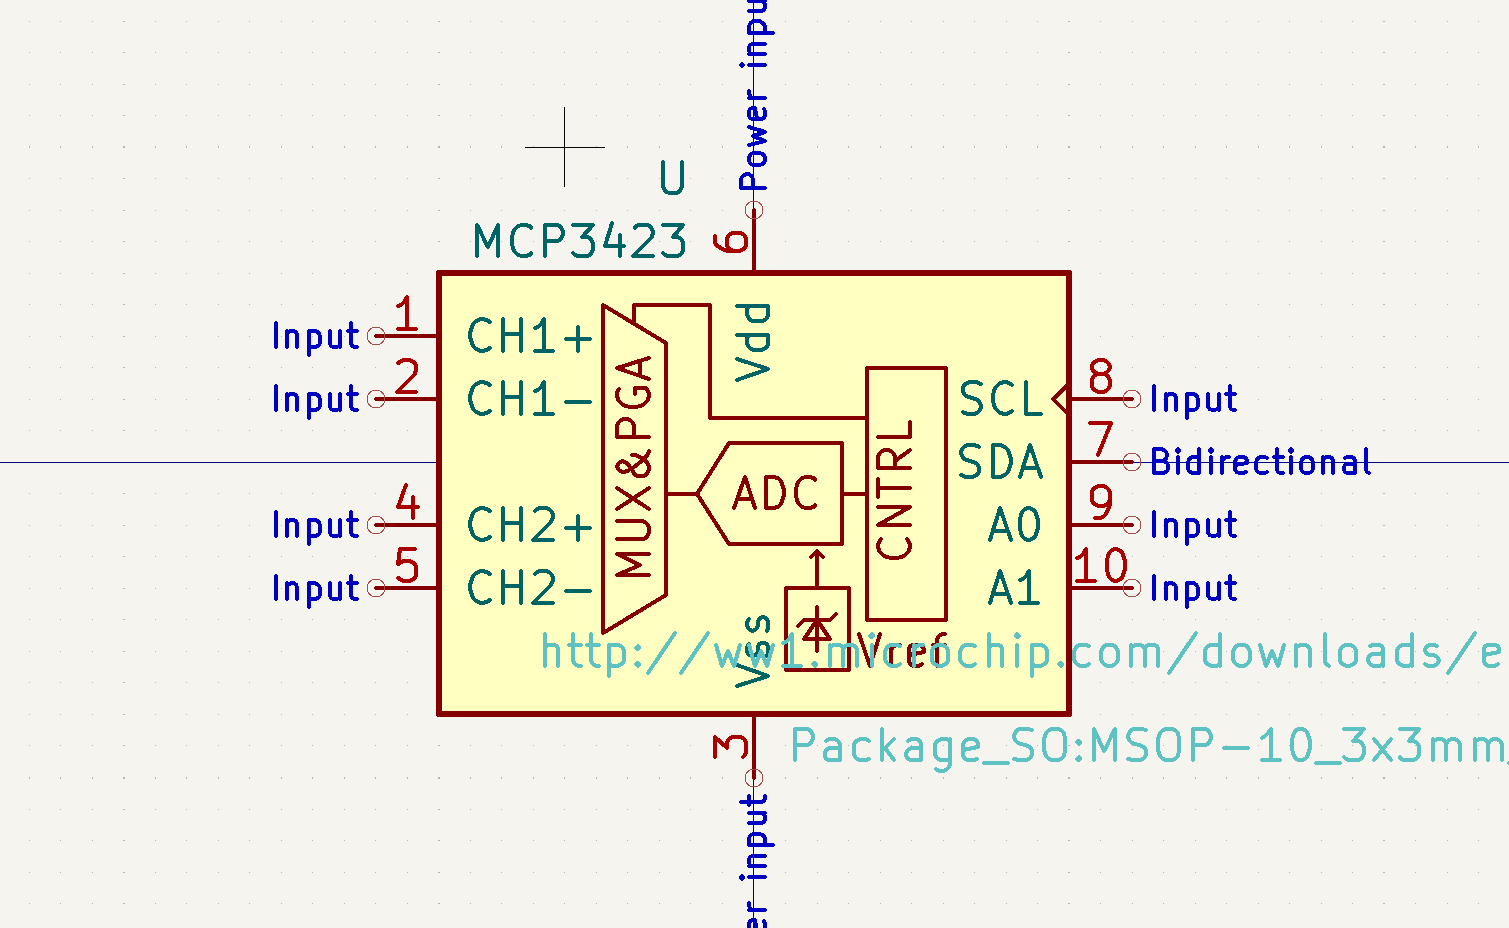 Power inpu
U
MCP3423
6
1
Input
CH1+
2
Input
CH1-
4
Input
CH2+
5
Input
CH2-
MUX&PGA
Vdd
ADC
CNTRL
Vss
Vref
SCL
8
Input
SDA
7
Bidirectional
A0
9
Input
A1
10
Input
http://ww1.microchip.com/downloads/e
Package_SO:MSOP-10_3x3mm_
3
er input